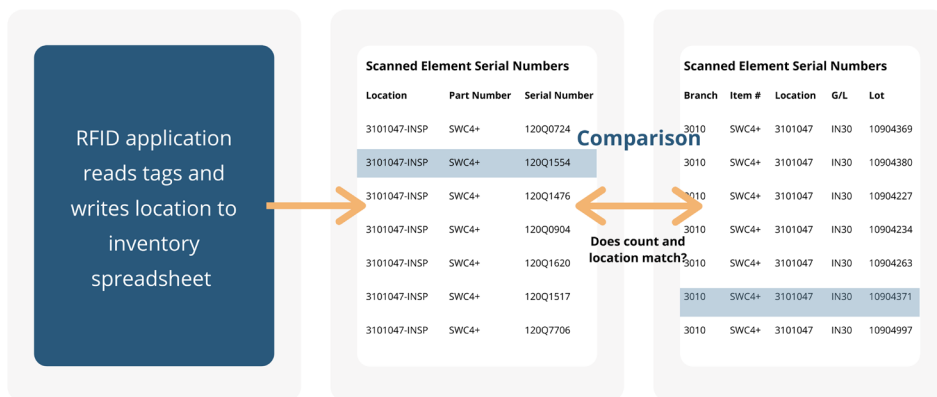 RFID application
reads tags and
writes location to
inventory
spreadsheet
Scanned Element Serial Numbers
Location Part Number Serial Number
3101047-INSP SWC4+ 120Q0724
3101047-INSP SWC4+ 120Q1554
3101047-INSP SWC4+ 120Q1476
3101047-INSP SWC4+ 120Q0904
3101047-INSP SWC4+ 120Q1620
3101047-INSP SWC4+ 120Q1517
3101047-INSP SWC4+ 120Q7706
Comparison
Does count and
location match?
Scanned Element Serial Numbers
Branch Item # Location G/L Lot
3010 SWC4+ 3101047 IN30 10904369
3010 SWC4+ 3101047 IN30 10904380
3010 SWC4+ 3101047 IN30 10904227
3010 SWC4+ 3101047 IN30 10904234
3010 SWC4+ 3101047 IN30 10904263
3010 SWC4+ 3101047 IN30 10904371
3010 SWC4+ 3101047 IN30 10904997